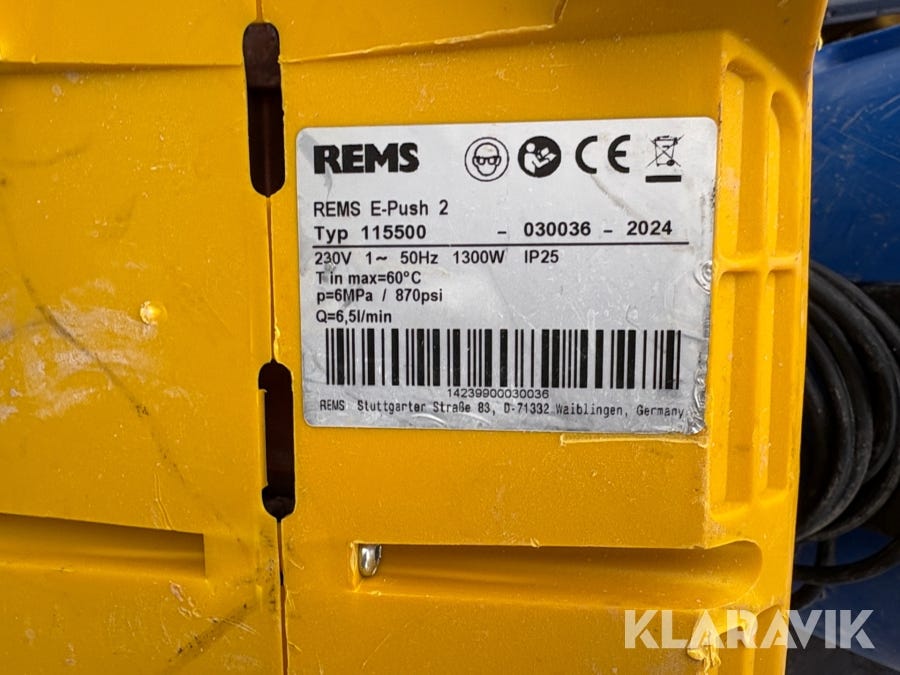 REMS
CE
REMS E-Push 2
Typ 115500 - 030036 - 2024
230V 1~ 50Hz 1300W IP25
T in max=60°C
p=6MPa / 870psi
Q=6,5l/min
14239900030036
REMS Stuttgarter Straße 83, D-71332 Waiblingen, Germany
KLARAVIK